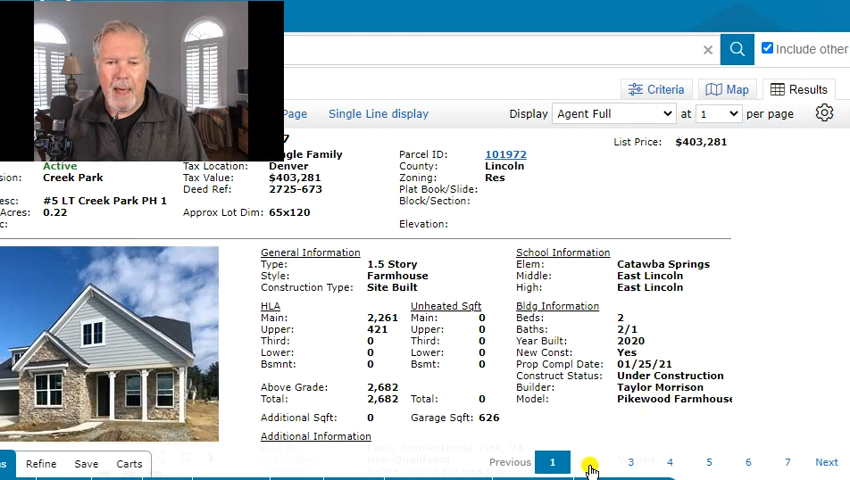 Include other
Criteria Map Results
Page Single Line display Display Agent Full at 1 per page
List Price: $403,281
7
ngle Family Parcel ID: 101972
Active Tax Location: Denver County: Lincoln
sion: Creek Park Tax Value: $403,281 Zoning: Res
Deed Ref: 2725-673 Plat Book/Slide:
esc: #5 LT Creek Park PH 1 Block/Section:
Acres: 0.22 Approx Lot Dim: 65x120
c: Elevation:
General Information School Information
Type: 1.5 Story Elem: Catawba Springs
Style: Farmhouse Middle: East Lincoln
Construction Type: Site Built High: East Lincoln
HLA Unheated Sqft Bldg Information
Main: 2,261 Main: 0 Beds: 2
Upper: 421 Upper: 0 Baths: 2/1
Third: 0 Third: 0 Year Built: 2020
Lower: 0 Lower: 0 New Const: Yes
Bsmnt: 0 Bsmt: 0 Prop Compl Date: 01/25/21
Construct Status: Under Construction
Above Grade: 2,682 Builder: Taylor Morrison
Total: 2,682 Total: 0 Model: Pikewood Farmhouse
Additional Sqft: 0 Garage Sqft: 626
Additional Information
ns Refine Save Carts Previous 1 3 4 5 6 7 Next